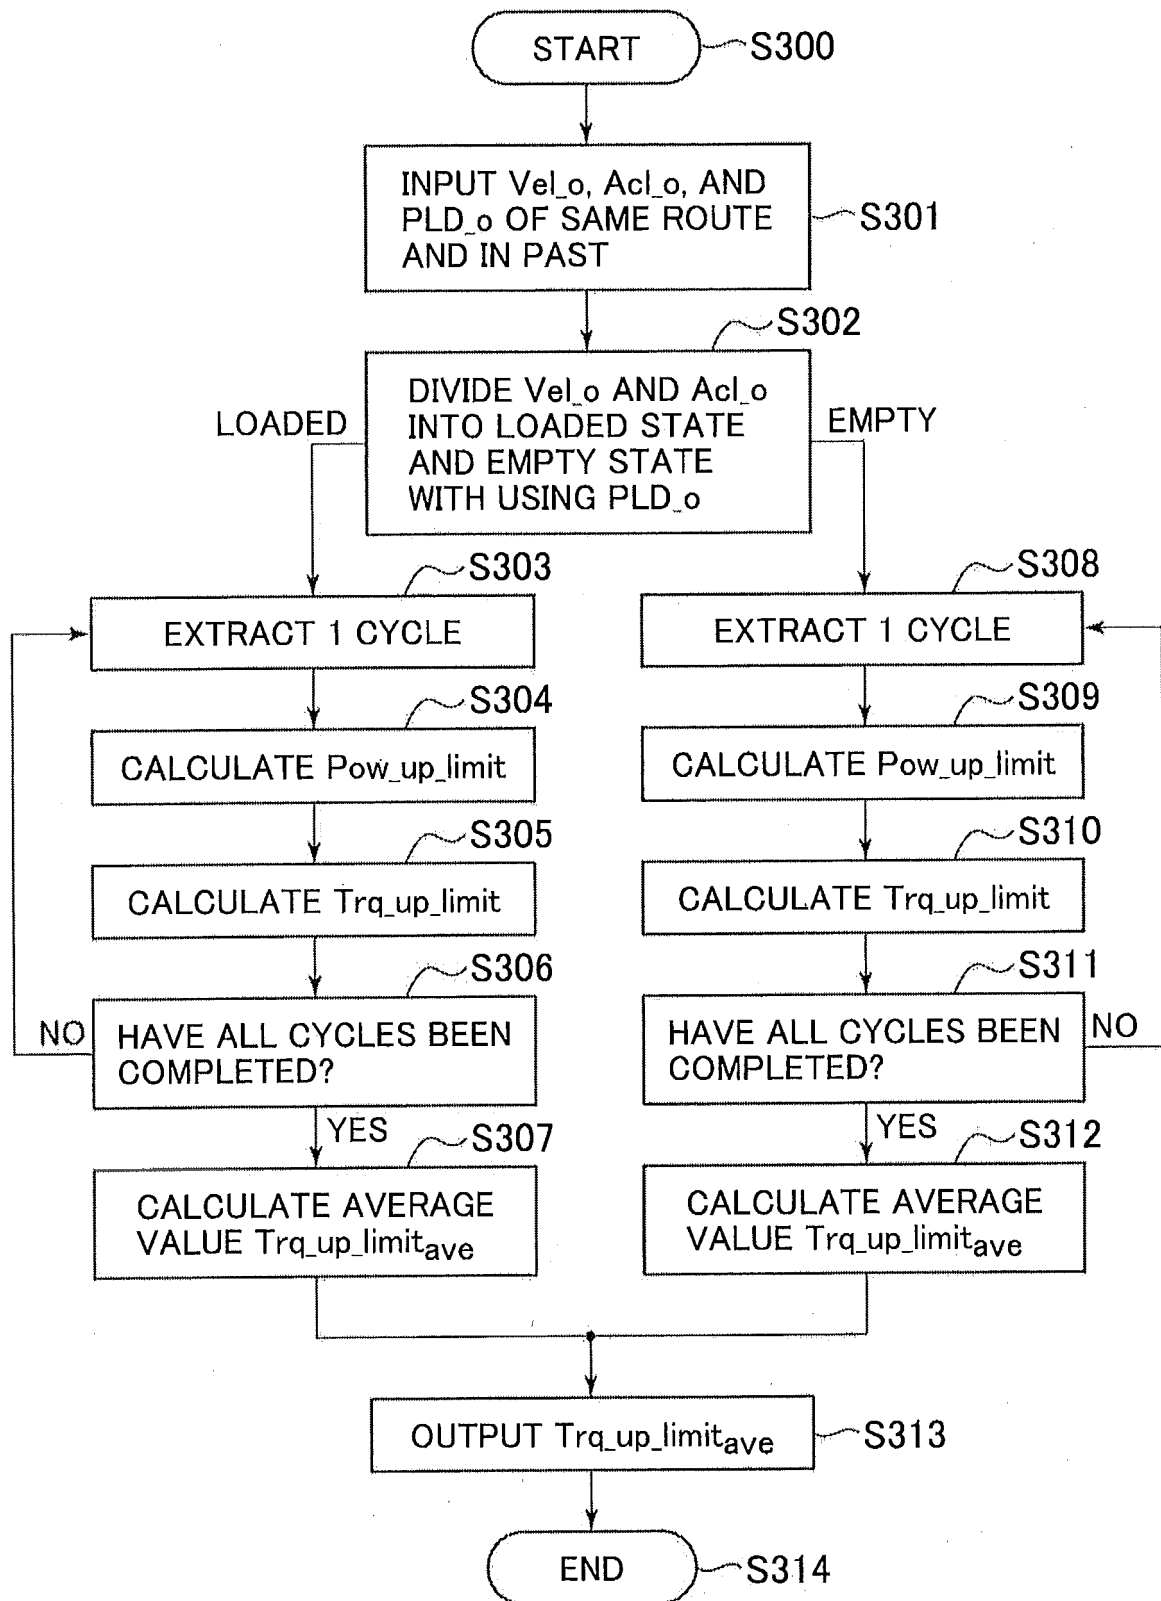 START
S300
INPUT Vel_o, Acl_o, AND
PLD_o OF SAME ROUTE
AND IN PAST
S301
S302
DIVIDE Vel_o AND Acl_o
INTO LOADED STATE
AND EMPTY STATE
WITH USING PLD_o
LOADED
EMPTY
S303
EXTRACT 1 CYCLE
S304
CALCULATE Pow_up_limit
S305
CALCULATE Trq_up_limit
S306
HAVE ALL CYCLES BEEN
COMPLETED?
NO
YES
S307
CALCULATE AVERAGE
VALUE Trq_up_limitave
S308
EXTRACT 1 CYCLE
S309
CALCULATE Pow_up_limit
S310
CALCULATE Trq_up_limit
S311
HAVE ALL CYCLES BEEN
COMPLETED?
NO
YES
S312
CALCULATE AVERAGE
VALUE Trq_up_limitave
OUTPUT Trq_up_limitave
S313
END
S314